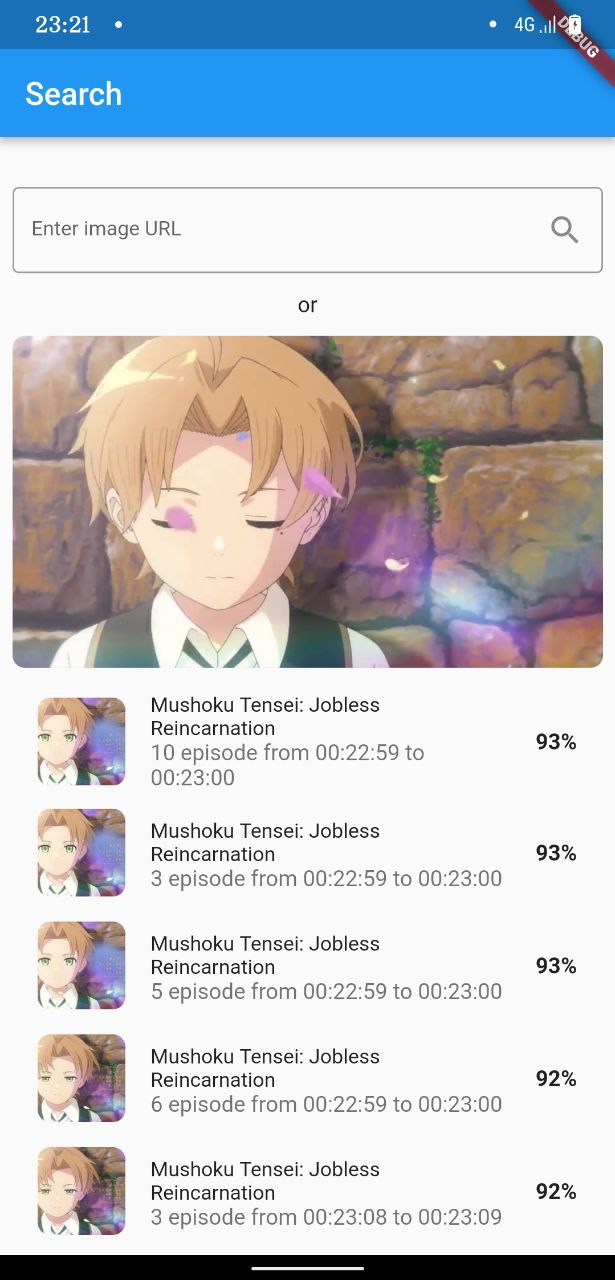 23:21
4G
DEBUG
Search
Enter image URL
or
Mushoku Tensei: Jobless
Reincarnation
10 episode from 00:22:59 to
00:23:00
93%
Mushoku Tensei: Jobless
Reincarnation
3 episode from 00:22:59 to 00:23:00
93%
Mushoku Tensei: Jobless
Reincarnation
5 episode from 00:22:59 to 00:23:00
93%
Mushoku Tensei: Jobless
Reincarnation
6 episode from 00:22:59 to 00:23:00
92%
Mushoku Tensei: Jobless
Reincarnation
3 episode from 00:23:08 to 00:23:09
92%